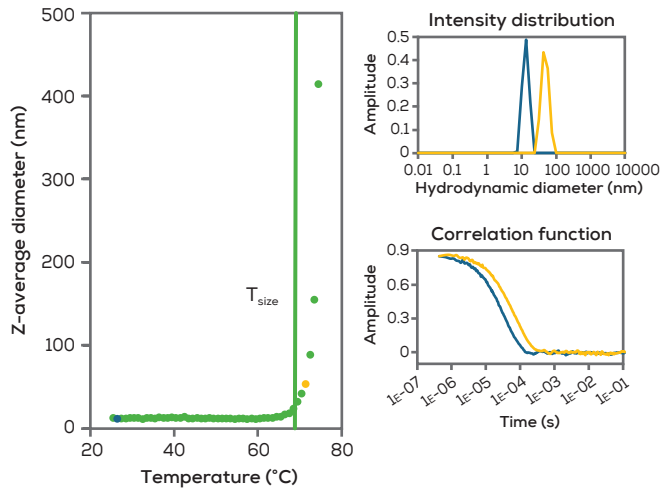 500
400
300
200
100
0
Z-average diameter (nm)
T size
20
40
60
80
Temperature (°C)
Intensity distribution
0.5
0.4
0.3
0.2
0.1
0
Amplitude
0.01
0.1
1
10
100
1000
10000
Hydrodynamic diameter (nm)
Correlation function
0.9
0.6
0.3
0
Amplitude
1E-07
1E-06
1E-05
1E-04
1E-03
1E-02
1E-01
Time (s)